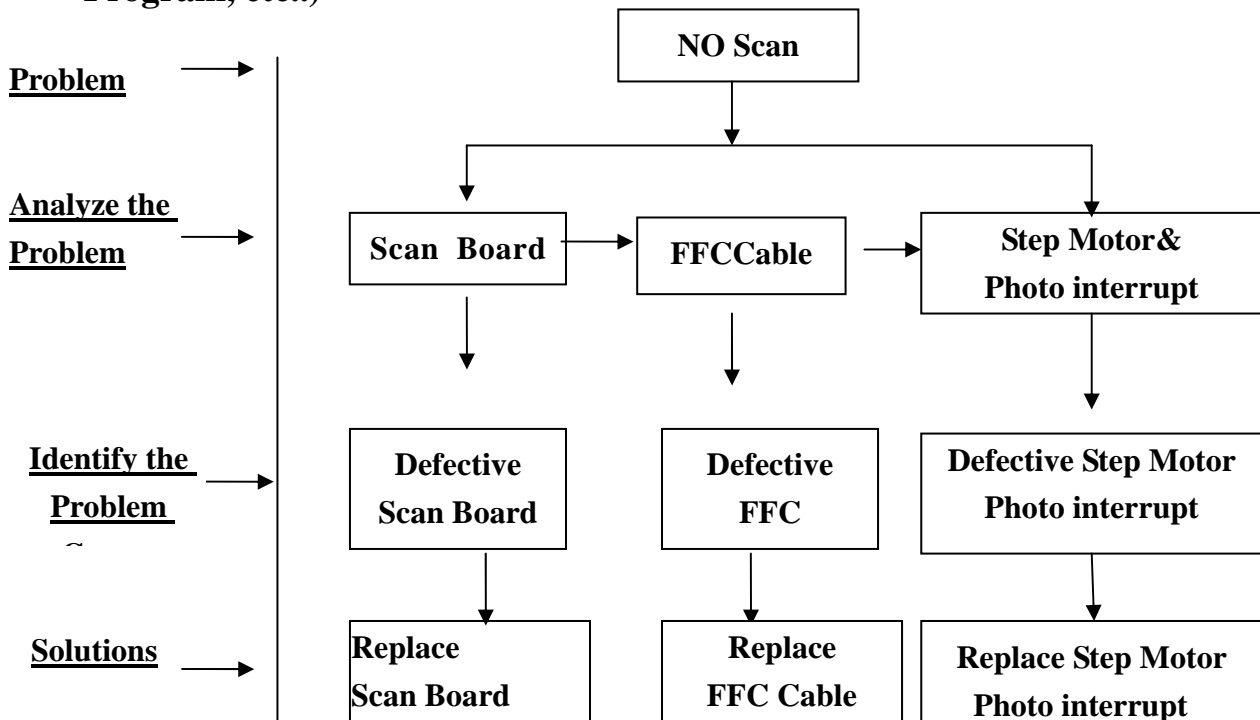 Program, etc..)
NO Scan
Problem
Analyze the
Problem
Scan Board
FFCCable
Step Motor&
Photo interrupt
Identify the
Problem
Defective
Scan Board
Defective
FFC
Defective Step Motor
Photo interrupt
Solutions
Replace
Scan Board
Replace
FFC Cable
Replace Step Motor
Photo interrupt